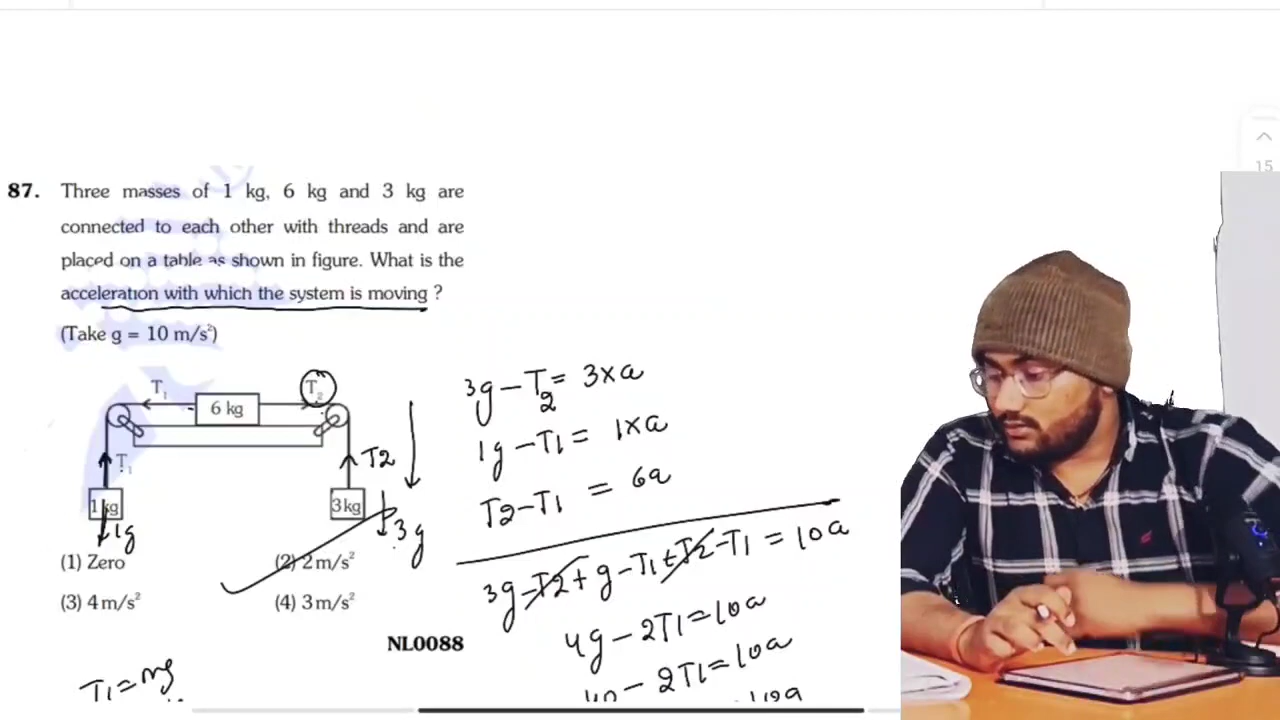 15
87. Three masses of 1 kg, 6 kg and 3 kg are
connected to each other with threads and are
placed on a table as shown in figure. What is the
acceleration with which the system is moving ?
(Take g = 10 m/s²)
T₁
6 kg
T₂
T₁
T2
1 kg
3 kg
1g
3g
(1) Zero
(2) 2 m/s²
(3) 4 m/s²
(4) 3 m/s²
NL0088
3g-T2 = 3×a
1g-T1 = 1×a
T2-T1 = 6a
3g-T2+g-T1+T2-T1 = 10a
4g-2T1=10a
40-2T1=10a
T1=mg